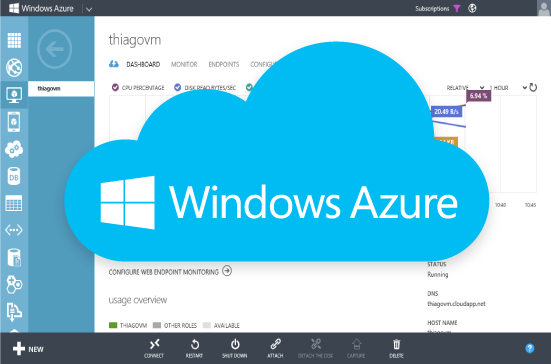 Windows Azure
Subscriptions
thiagovm
DASHBOARD MONITOR ENDPOINTS
thiagovm
CPU PERCENTAGE DISK READ BYTES/SEC
RELATIVE 1 HOUR
6.94 %
20.49 B/s
DB
Windows Azure
10:40 10:45
CONFIGURE WEB ENDPOINT MONITORING
STATUS
Running
usage overview
DNS
thiagovm.cloudapp.net
THIAGOVM OTHER ROLES AVAILABLE
HOST NAME
thiagovm
NEW
CONNECT RESTART SHUT DOWN ATTACH DETACH THE DISK CAPTURE DELETE
?